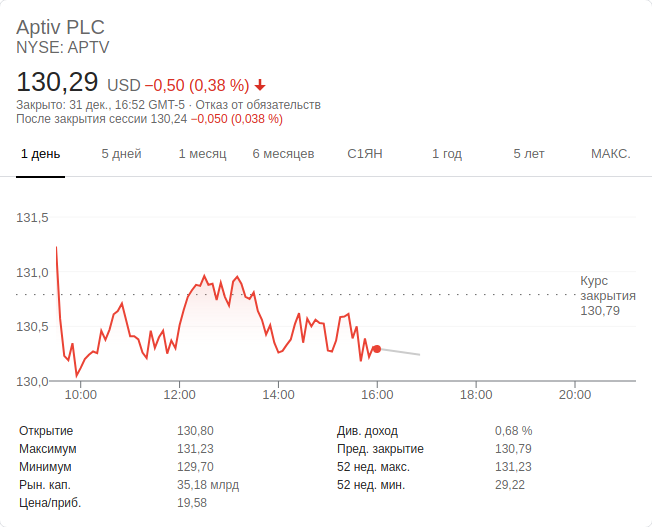 Aptiv PLC
NYSE: APTV
130,29 USD −0,50 (0,38 %)
Закрыто: 31 дек., 16:52 GMT-5 · Отказ от обязательств
После закрытия сессии 130,24 −0,050 (0,038 %)
1 день 5 дней 1 месяц 6 месяцев С1ЯН 1 год 5 лет МАКС.
131,5
131,0
Курс
закрытия
130,79
130,5
130,0
10:00 12:00 14:00 16:00 18:00 20:00
Открытие 130,80 Див. доход 0,68 %
Максимум 131,23 Пред. закрытие 130,79
Минимум 129,70 52 нед. макс. 131,23
Рын. кап. 35,18 млрд 52 нед. мин. 29,22
Цена/приб. 19,58